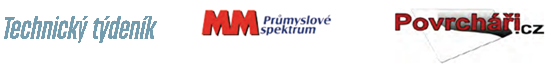 Technický týdeník
MM Průmyslové
spektrum
Povrcháři.cz